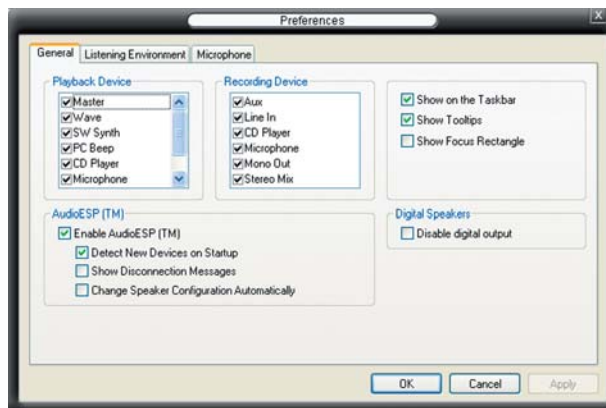 Preferences
X
General
Listening Environment
Microphone
Playback Device
Master
Wave
SW Synth
PC Beep
CD Player
Microphone
Recording Device
Aux
Line In
CD Player
Microphone
Mono Out
Stereo Mix
Show on the Taskbar
Show Tooltips
Show Focus Rectangle
AudioESP (TM)
Enable AudioESP (TM)
Detect New Devices on Startup
Show Disconnection Messages
Change Speaker Configuration Automatically
Digital Speakers
Disable digital output
OK
Cancel
Apply